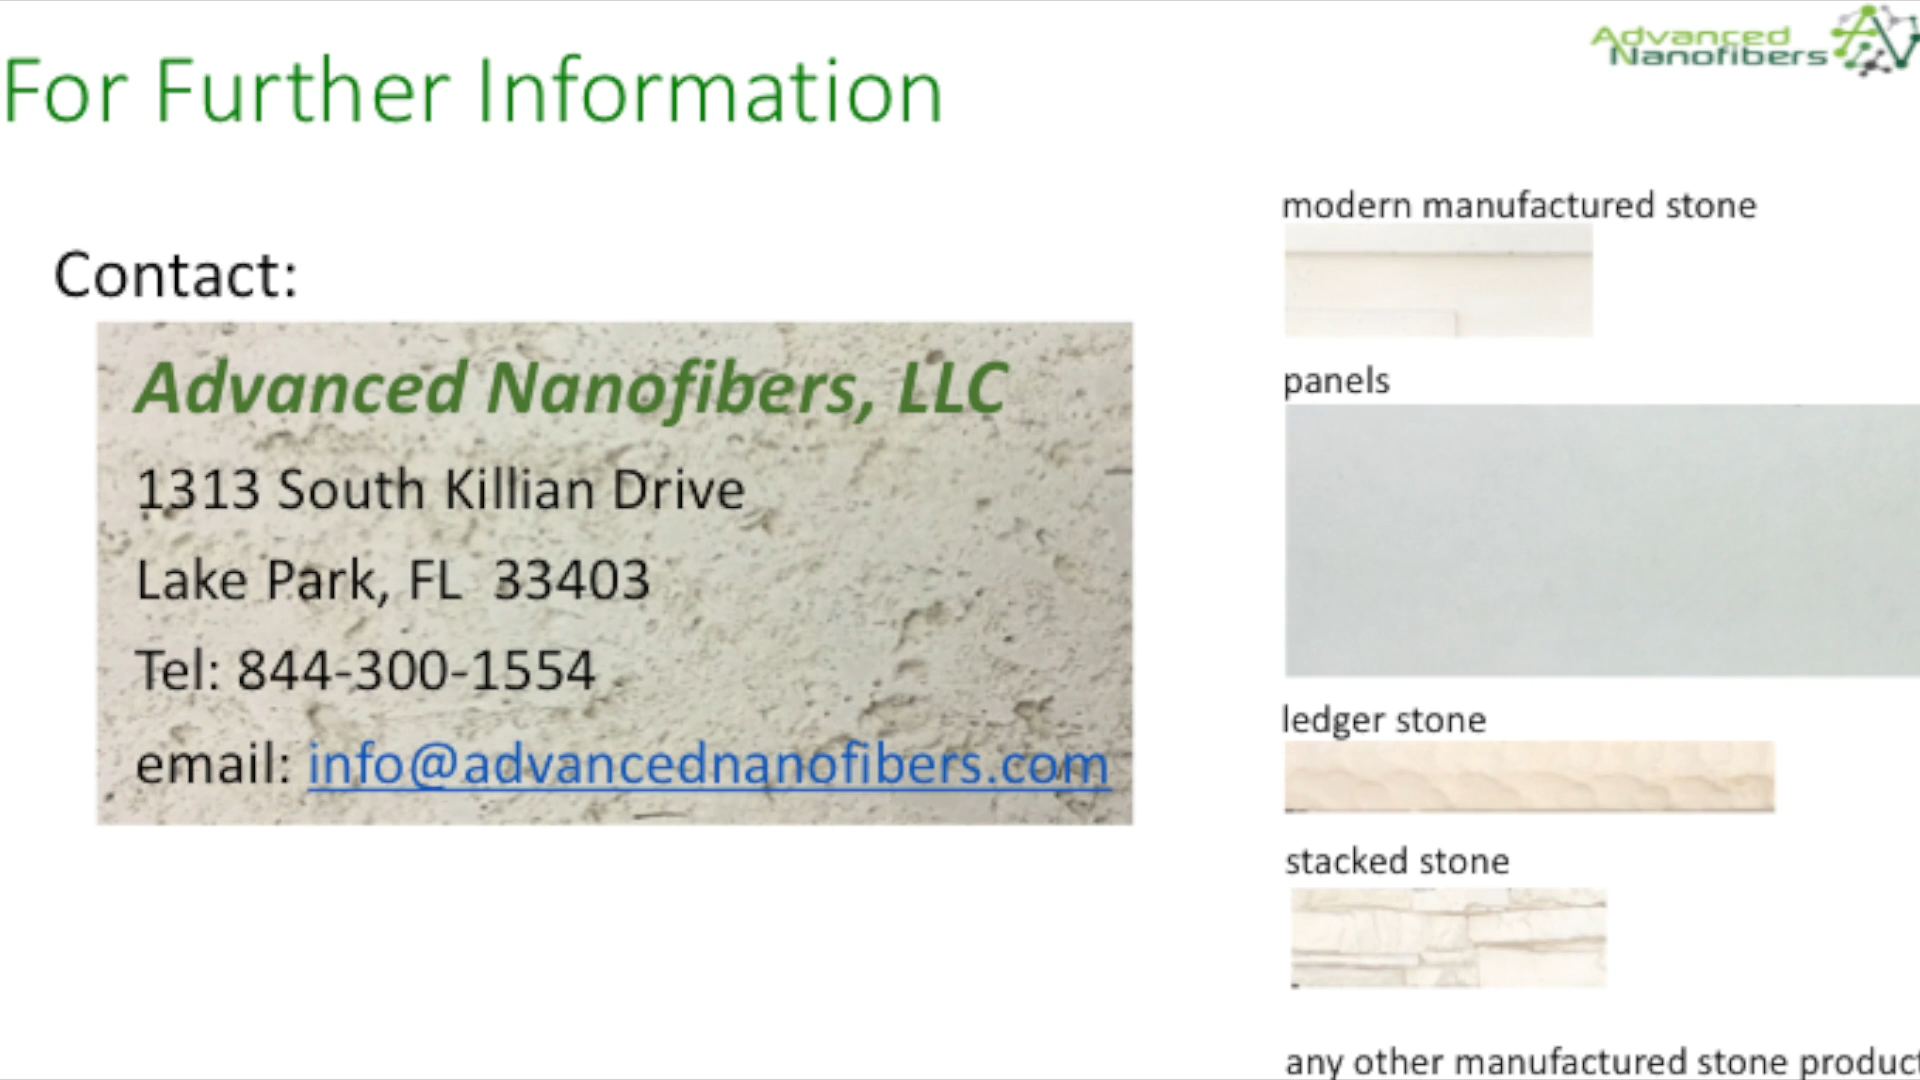 Advanced
Nanofibers
For Further Information
Contact:
Advanced Nanofibers, LLC
1313 South Killian Drive
Lake Park, FL  33403
Tel: 844-300-1554
email: info@advancednanofibers.com
modern manufactured stone
panels
ledger stone
stacked stone
any other manufactured stone product